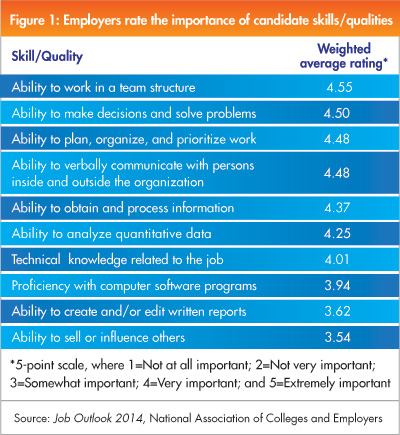 Figure 1: Employers rate the importance of candidate skills/qualities
Skill/Quality
Weighted
average rating*
Ability to work in a team structure 4.55
Ability to make decisions and solve problems 4.50
Ability to plan, organize, and prioritize work 4.48
Ability to verbally communicate with persons
inside and outside the organization 4.48
Ability to obtain and process information 4.37
Ability to analyze quantitative data 4.25
Technical knowledge related to the job 4.01
Proficiency with computer software programs 3.94
Ability to create and/or edit written reports 3.62
Ability to sell or influence others 3.54
*5-point scale, where 1=Not at all important; 2=Not very important;
3=Somewhat important; 4=Very important; and 5=Extremely important
Source: Job Outlook 2014, National Association of Colleges and Employers